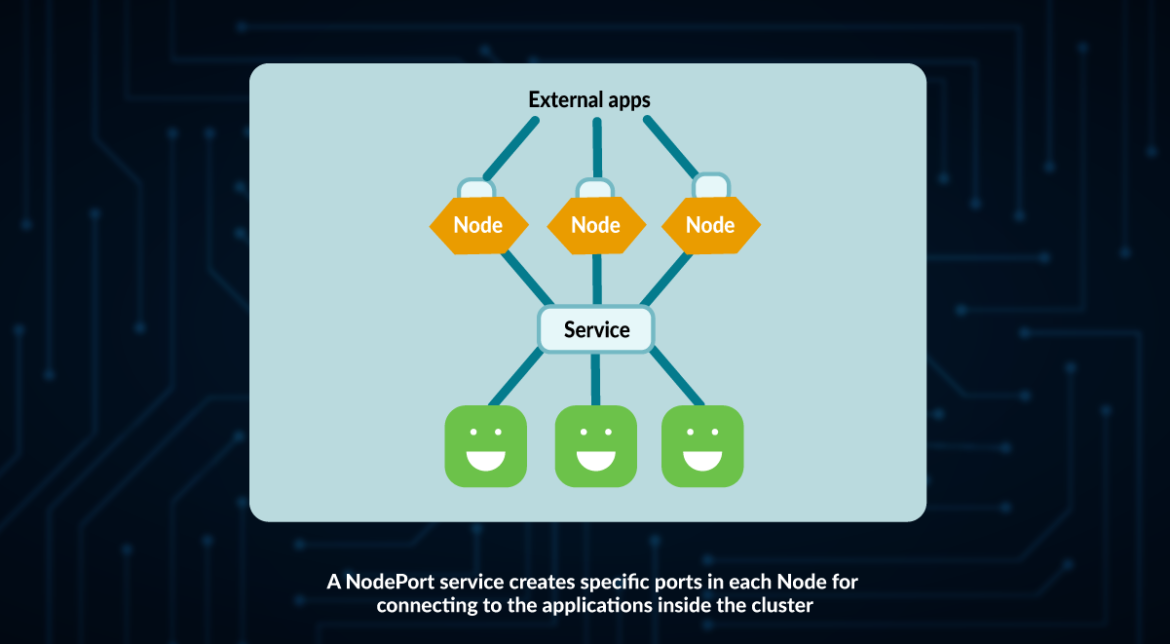 External apps
Node Node Node
Service
A NodePort service creates specific ports in each Node for
connecting to the applications inside the cluster